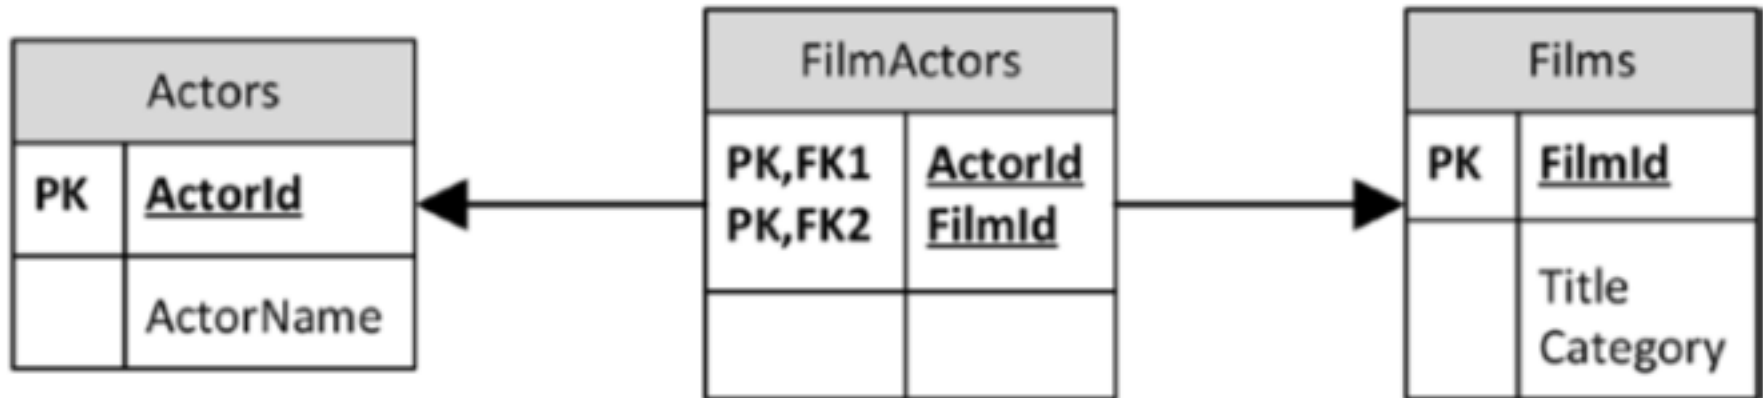 Actors
PK ActorId
ActorName
FilmActors
PK,FK1 ActorId
PK,FK2 FilmId
Films
PK FilmId
Title
Category